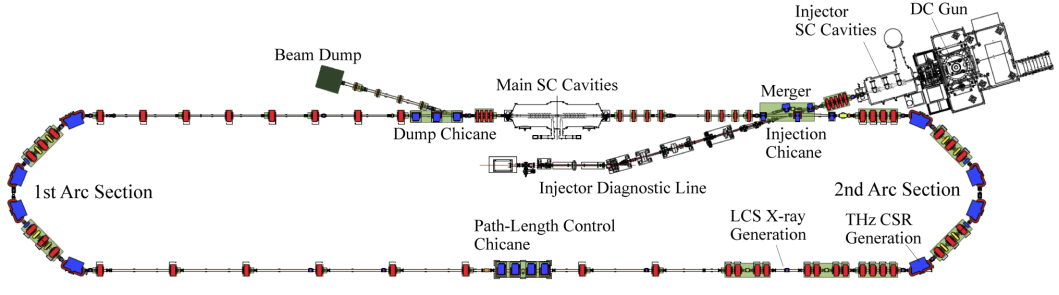 DC Gun
Injector
SC Cavities
Beam Dump
Main SC Cavities
Merger
Dump Chicane
Injection
Chicane
Injector Diagnostic Line
1st Arc Section
2nd Arc Section
Path-Length Control
Chicane
LCS X-ray
Generation
THz CSR
Generation